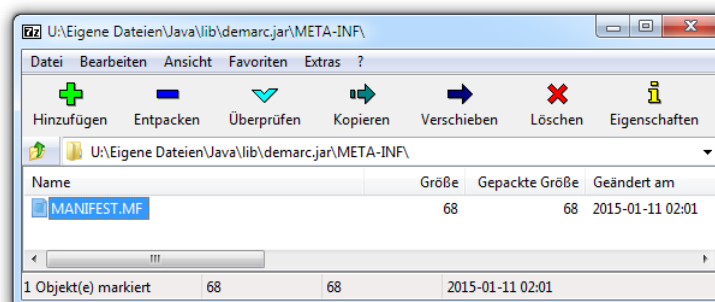 7z U:\Eigene Dateien\Java\lib\demarc.jar\META-INF\
Datei Bearbeiten Ansicht Favoriten Extras ?
Hinzufügen Entpacken Überprüfen Kopieren Verschieben Löschen Eigenschaften
U:\Eigene Dateien\Java\lib\demarc.jar\META-INF\
Name Größe Gepackte Größe Geändert am
MANIFEST.MF 68 68 2015-01-11 02:01
1 Objekt(e) markiert 68 68 2015-01-11 02:01